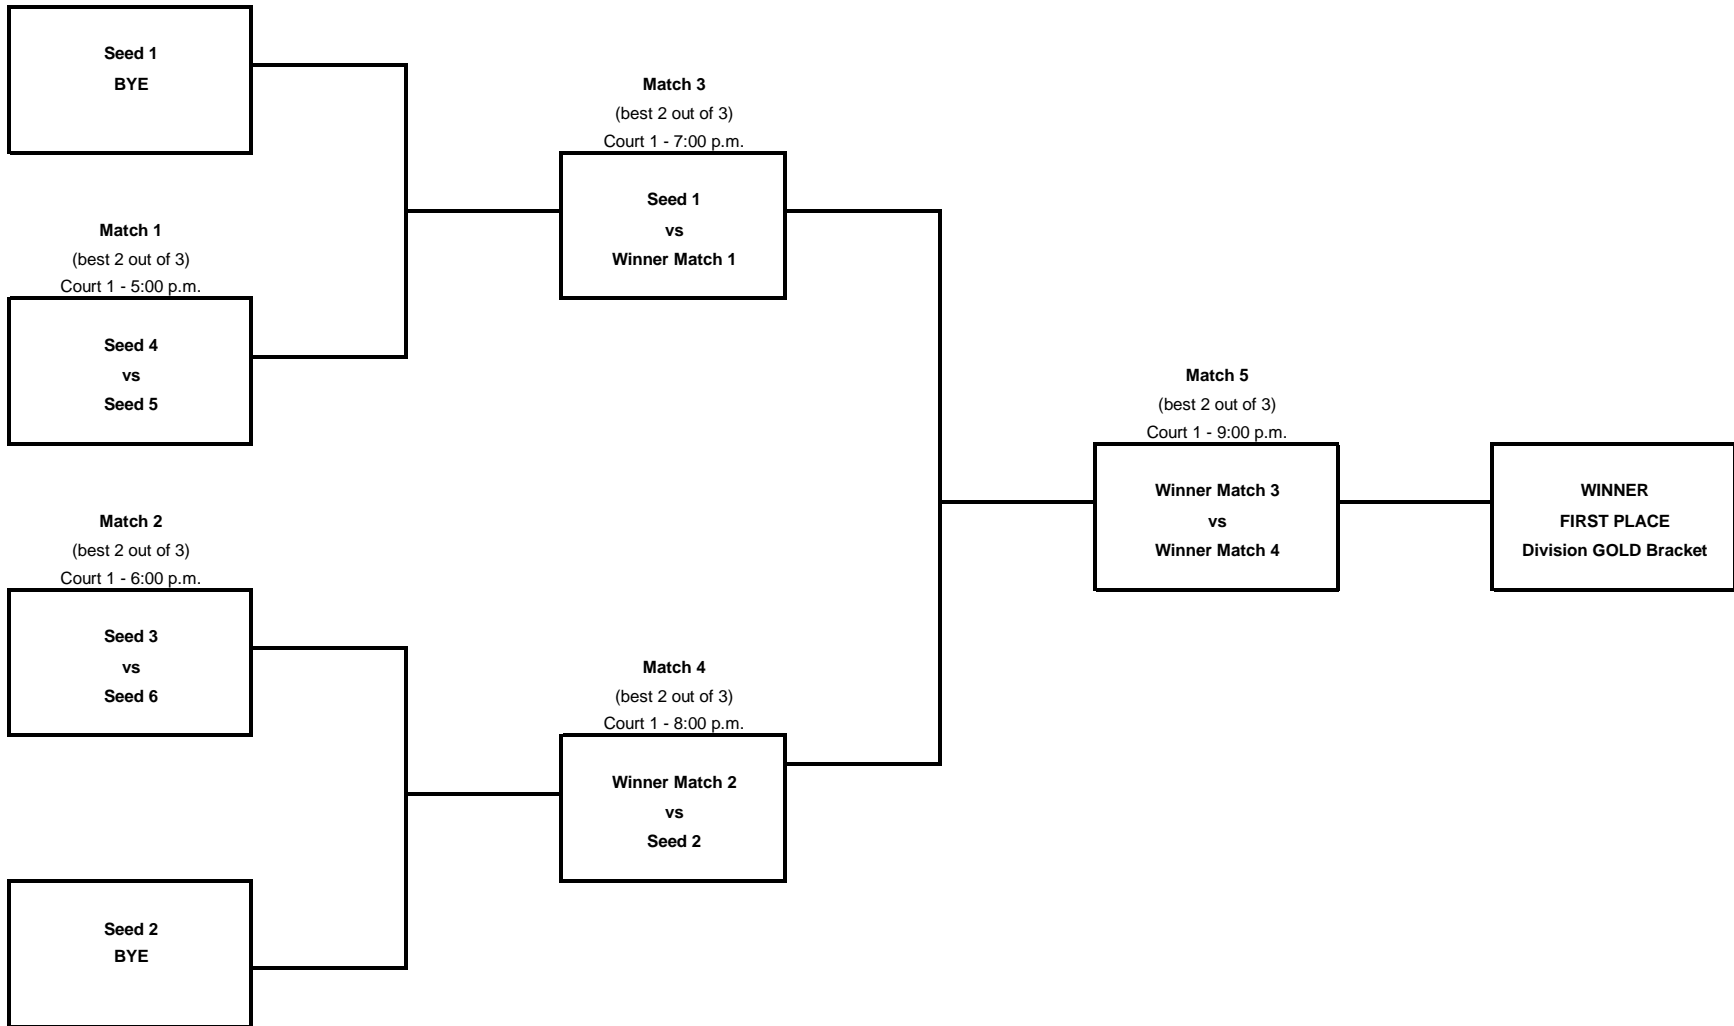 Seed 1
BYE
Match 1
(best 2 out of 3)
Court 1 - 5:00 p.m.
Seed 4
vs
Seed 5
Match 2
(best 2 out of 3)
Court 1 - 6:00 p.m.
Seed 3
vs
Seed 6
Seed 2
BYE
Match 3
(best 2 out of 3)
Court 1 - 7:00 p.m.
Seed 1
vs
Winner Match 1
Match 4
(best 2 out of 3)
Court 1 - 8:00 p.m.
Winner Match 2
vs
Seed 2
Match 5
(best 2 out of 3)
Court 1 - 9:00 p.m.
Winner Match 3
vs
Winner Match 4
WINNER
FIRST PLACE
Division GOLD Bracket